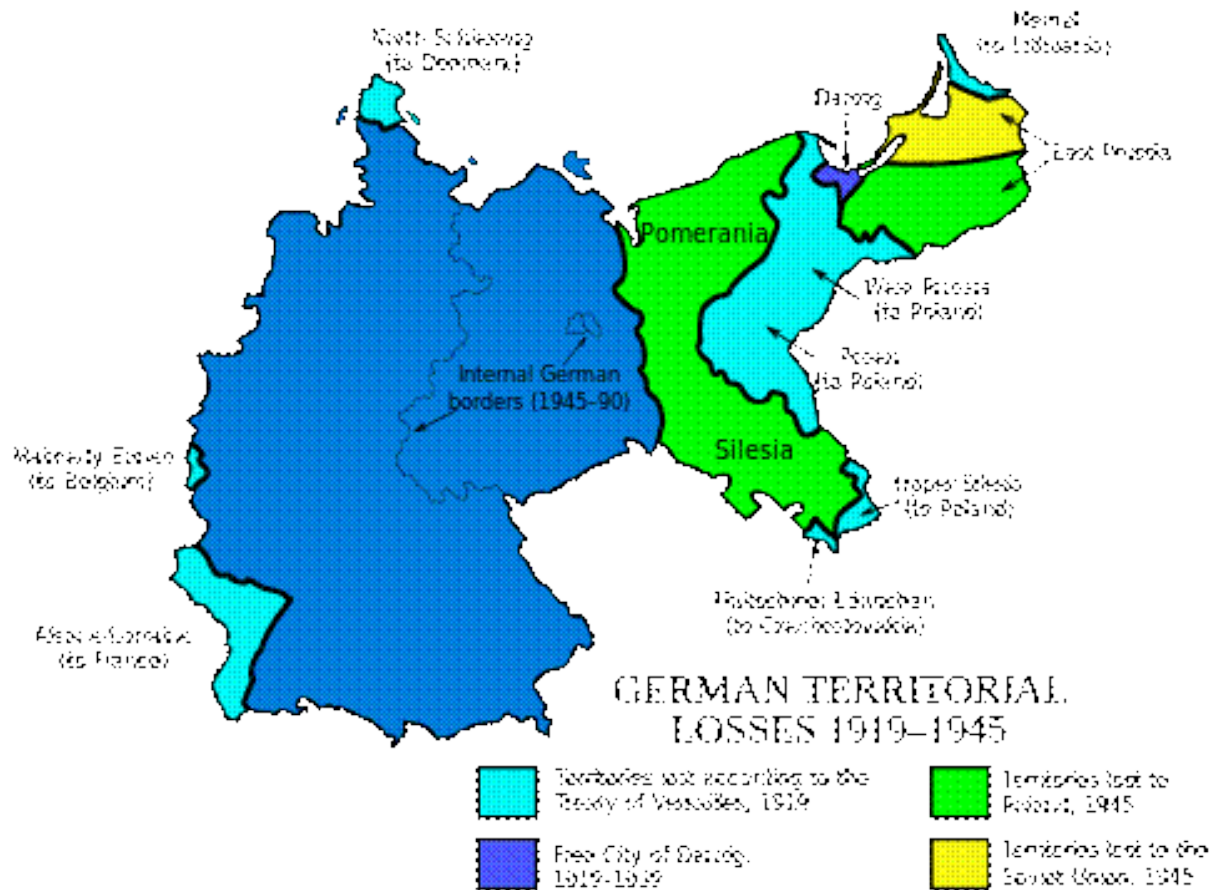 North Schleswig
(to Denmark)
Memel
(to Lithuania)
Danzig
East Prussia
Pomerania
West Prussia
(to Poland)
Posen
(to Poland)
Internal German
borders (1945–90)
Silesia
Malmedy Eupen
(to Belgium)
Upper Silesia
(to Poland)
(to Czechoslovakia)
Alsace-Lorraine
(to France)
GERMAN TERRITORIAL
LOSSES 1919–1945
Territories lost according to the
Treaty of Versailles, 1919
Free City of Danzig,
1919-1939
Territories lost to
Poland, 1945
Territories lost to the
Soviet Union, 1945